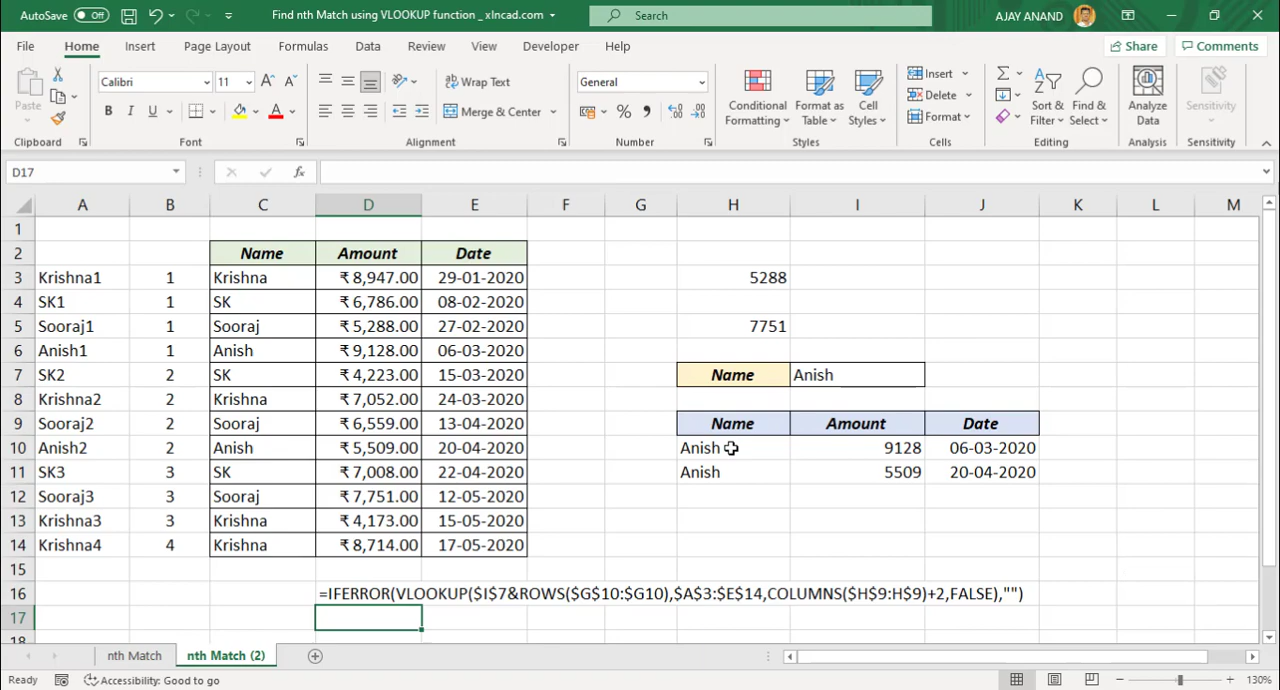 AutoSave Off Find nth Match using VLOOKUP function _ xlncad.com Search AJAY ANAND
File Home Insert Page Layout Formulas Data Review View Developer Help Share Comments
Paste Calibri 11 A A Wrap Text General Conditional Formatting Format as Table Cell Styles Insert Sort & Filter Find & Select Analyze Data Sensitivity
B I U A Merge & Center % Delete
Format
Clipboard Font Alignment Number Styles Cells Editing Analysis Sensitivity
D17 fx
A B C D E F G H I J K L M
1
2 Name Amount Date
3 Krishna1 1 Krishna ₹ 8,947.00 29-01-2020 5288
4 SK1 1 SK ₹ 6,786.00 08-02-2020
5 Sooraj1 1 Sooraj ₹ 5,288.00 27-02-2020 7751
6 Anish1 1 Anish ₹ 9,128.00 06-03-2020
7 SK2 2 SK ₹ 4,223.00 15-03-2020 Name Anish
8 Krishna2 2 Krishna ₹ 7,052.00 24-03-2020
9 Sooraj2 2 Sooraj ₹ 6,559.00 13-04-2020 Name Amount Date
10 Anish2 2 Anish ₹ 5,509.00 20-04-2020 Anish 9128 06-03-2020
11 SK3 3 SK ₹ 7,008.00 22-04-2020 Anish 5509 20-04-2020
12 Sooraj3 3 Sooraj ₹ 7,751.00 12-05-2020
13 Krishna3 3 Krishna ₹ 4,173.00 15-05-2020
14 Krishna4 4 Krishna ₹ 8,714.00 17-05-2020
15
16 =IFERROR(VLOOKUP($I$7&ROWS($G$10:$G10),$A$3:$E$14,COLUMNS($H$9:H$9)+2,FALSE),"")
17
18
nth Match nth Match (2)
Ready Accessibility: Good to go 130%